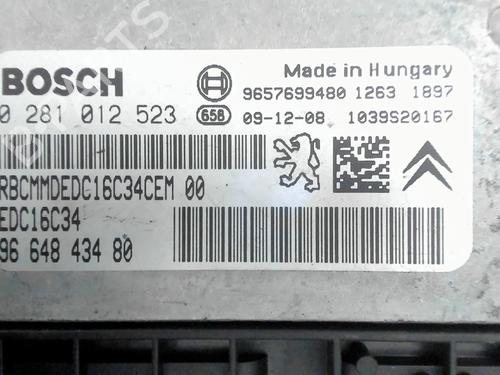 BOSCH
Made in Hungary
9657699480 1263 1897
0 281 012 523
658
09-12-08 1039S20167
RBCMMDEDC16C34CEM 00
EDC16C34
96 648 434 80